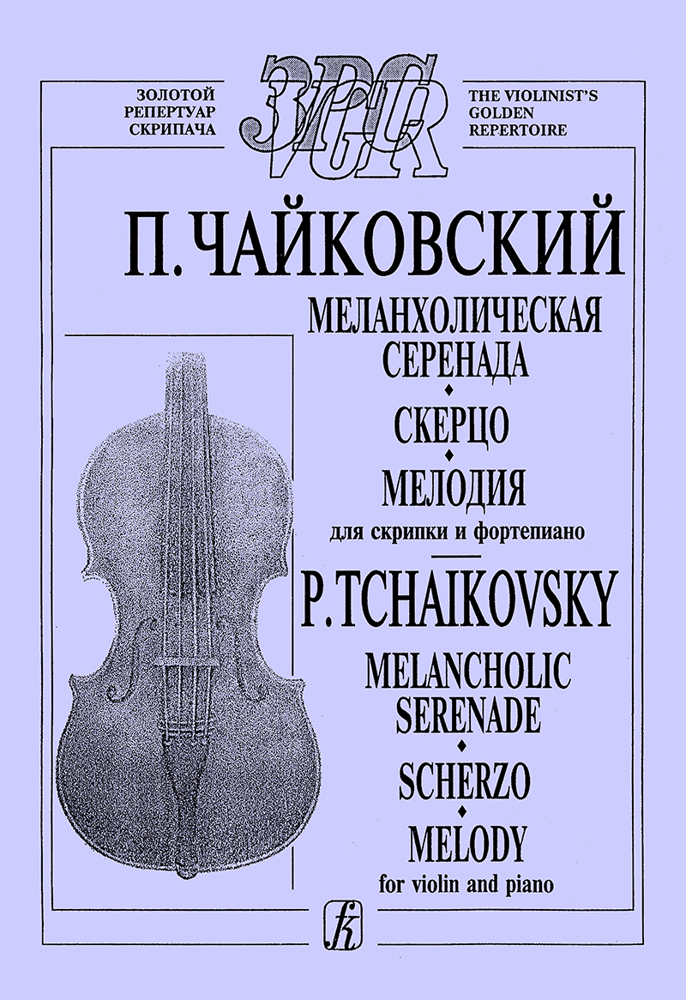 ЗОЛОТОЙ
РЕПЕРТУАР
СКРИПАЧА
ЗРС
VGR
THE VIOLINIST'S
GOLDEN
REPERTOIRE
П. ЧАЙКОВСКИЙ
МЕЛАНХОЛИЧЕСКАЯ
СЕРЕНАДА
СКЕРЦО
МЕЛОДИЯ
для скрипки и фортепиано
P. TCHAIKOVSKY
MELANCHOLIC
SERENADE
SCHERZO
MELODY
for violin and piano
fk